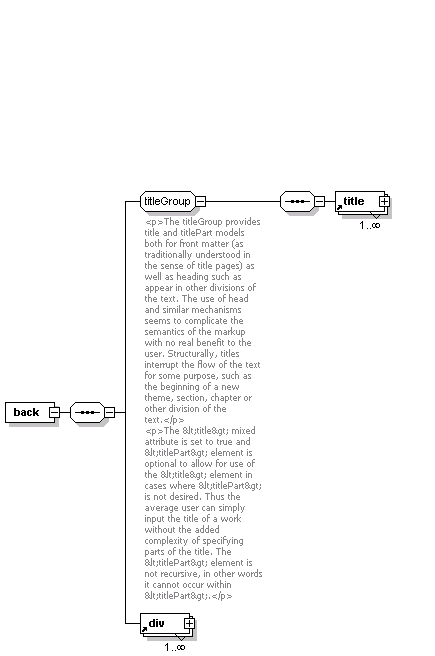 titleGroup
title
1..∞
<p>The titleGroup provides
title and titlePart models
both for front matter (as
traditionally understood in
the sense of title pages) as
well as heading such as
appear in other divisions of
the text. The use of head
and similar mechanisms
seems to complicate the
semantics of the markup
with no real benefit to the
user. Structurally, titles
interrupt the flow of the text
for some purpose, such as
the beginning of a new
theme, section, chapter or
other division of the
text.</p>
<p>The &lt;title&gt; mixed
attribute is set to true and
&lt;titlePart&gt; element is
optional to allow for use of
the &lt;title&gt; element in
cases where &lt;titlePart&gt;
is not desired. Thus the
average user can simply
input the title of a work
without the added
complexity of specifying
parts of the title. The
&lt;titlePart&gt; element is
not recursive, in other words
it cannot occur within
&lt;titlePart&gt;.</p>
back
div
1..∞